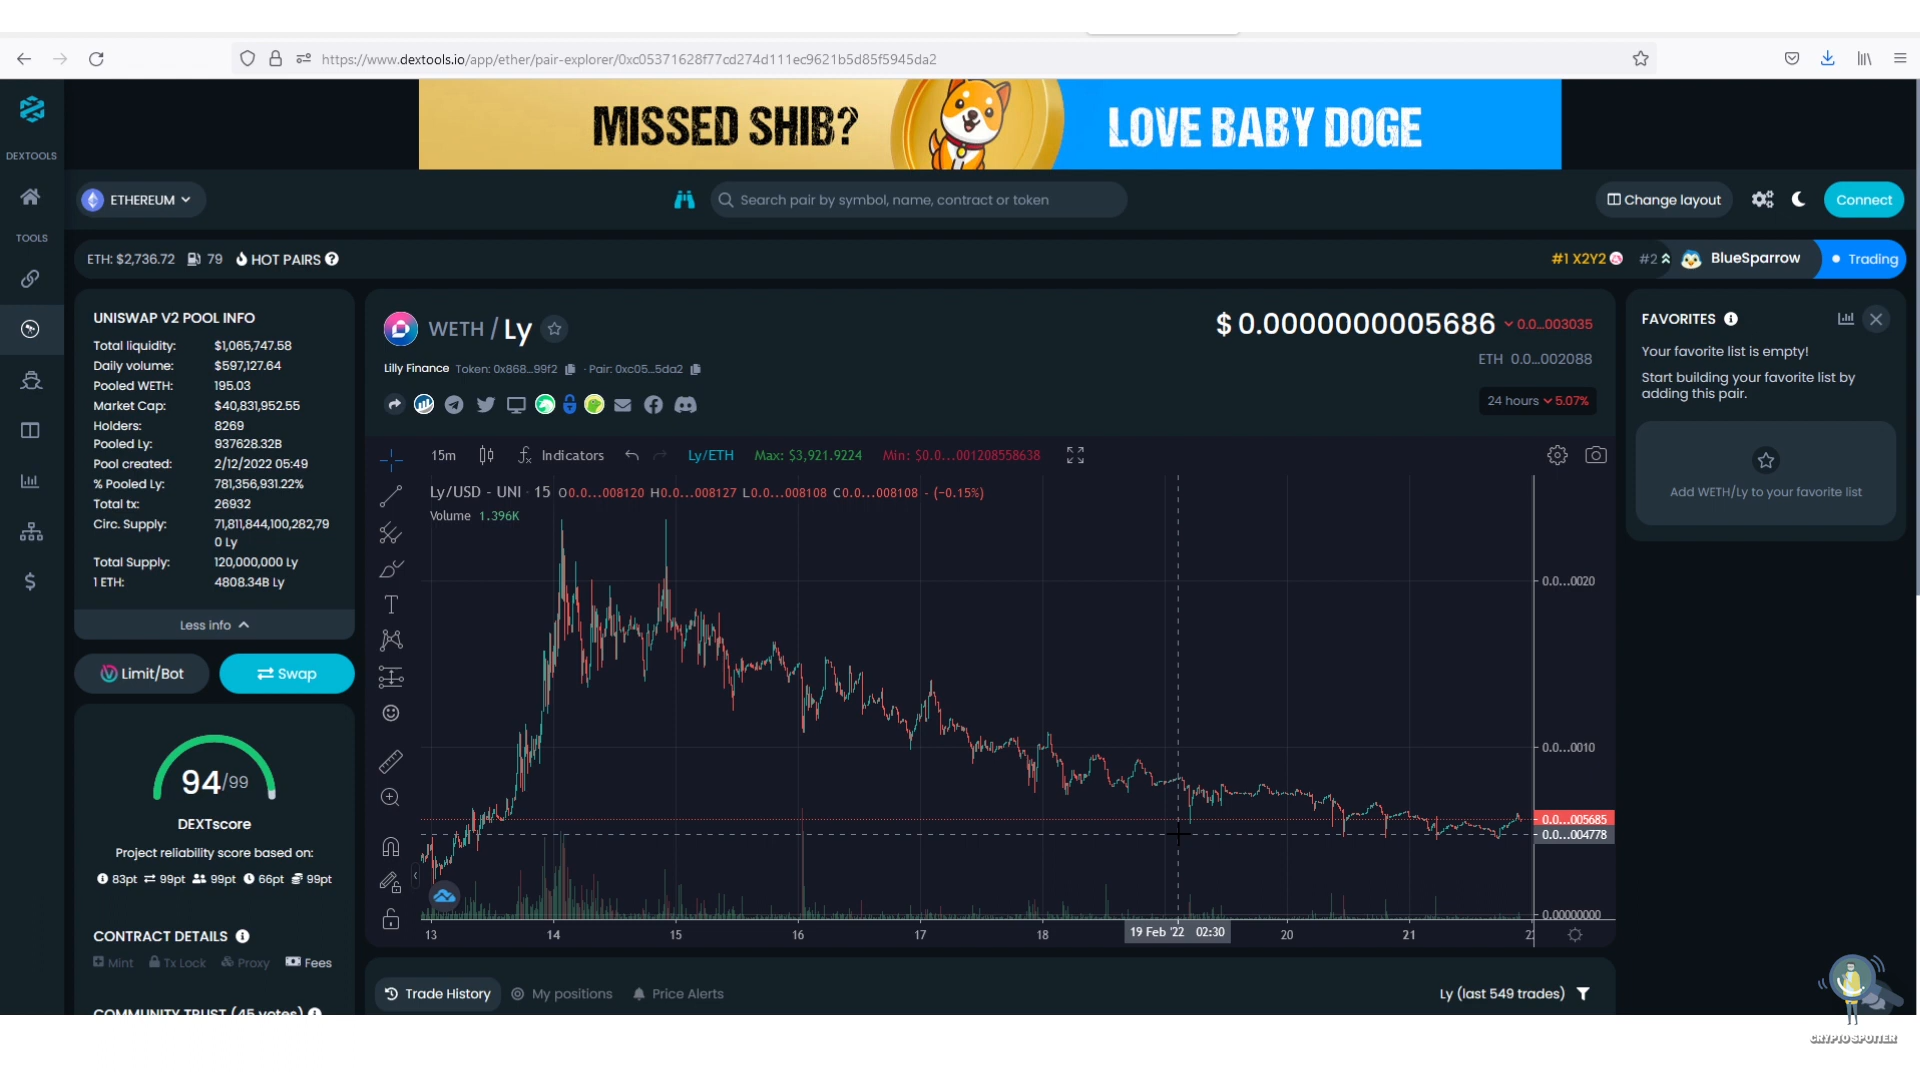 https://www.dextools.io/app/ether/pair-explorer/0xc05371628f77cd274d111ec9621b5d85f5945da2
MISSED SHIB? LOVE BABY DOGE
DEXTOOLS
ETHEREUM
Search pair by symbol, name, contract or token
Change layout
Connect
TOOLS
ETH: $2,736.72 79 HOT PAIRS
#1 X2Y2 #2 BlueSparrow Trading
UNISWAP V2 POOL INFO
Total liquidity: $1,065,747.58
Daily volume: $597,127.64
Pooled WETH: 195.03
Market Cap: $40,831,952.55
Holders: 8269
Pooled Ly: 937628.32B
Pool created: 2/12/2022 05:49
% Pooled Ly: 781,356,931.22%
Total tx: 26932
Circ. Supply: 71,811,844,100,282,79
0 Ly
Total Supply: 120,000,000 Ly
1 ETH: 4808.34B Ly
Less info
Limit/Bot
Swap
94/99
DEXTscore
Project reliability score based on:
83pt 99pt 99pt 66pt 99pt
CONTRACT DETAILS
Mint Tx Lock Proxy Fees
COMMUNITY TRUST (45 votes)
WETH / Ly
Lilly Finance Token: 0x868...99f2 · Pair: 0xc05...5da2
$ 0.0000000005686 0.0...003035
ETH 0.0...002088
24 hours 5.07%
15m Indicators Ly/ETH Max: $3,921.9224 Min: $0.0...001208558638
Ly/USD - UNI · 15 O0.0...008120 H0.0...008127 L0.0...008108 C0.0...008108 - (−0.15%)
Volume 1.396K
0.0...0020
0.0...0010
0.0...005685
0.0...004778
0.00000000
13 14 15 16 17 18 19 Feb '22 02:30 20 21
Trade History My positions Price Alerts
Ly (last 549 trades)
FAVORITES
Your favorite list is empty!
Start building your favorite list by
adding this pair.
Add WETH/Ly to your favorite list
CRYPTO SPOTTER